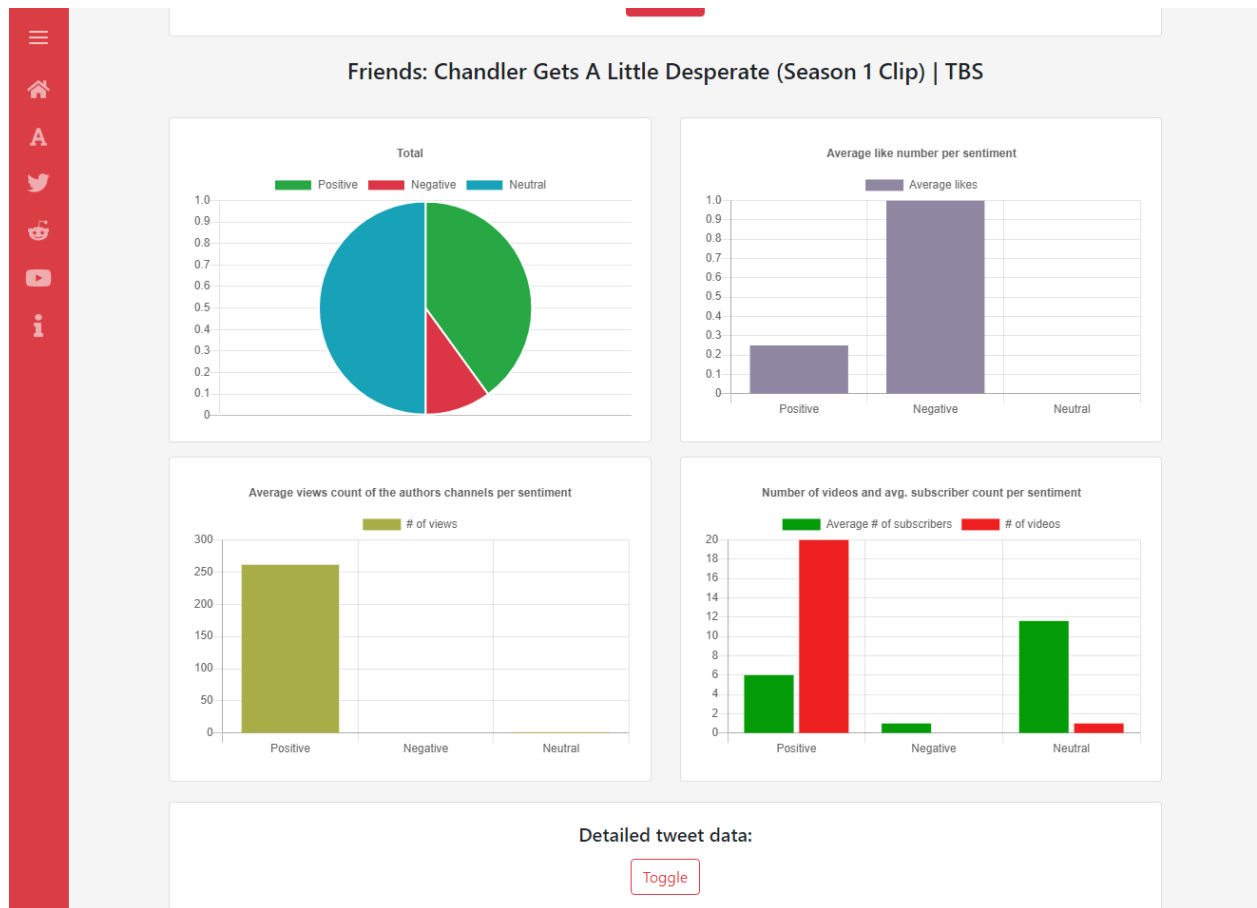 Friends: Chandler Gets A Little Desperate (Season 1 Clip) | TBS
Total
Positive Negative Neutral
1.0
0.9
0.8
0.7
0.6
0.5
0.4
0.3
0.2
0.1
0
Average like number per sentiment
Average likes
1.0
0.9
0.8
0.7
0.6
0.5
0.4
0.3
0.2
0.1
0
Positive Negative Neutral
Average views count of the authors channels per sentiment
# of views
300
250
200
150
100
50
0
Positive Negative Neutral
Number of videos and avg. subscriber count per sentiment
Average # of subscribers # of videos
20
18
16
14
12
10
8
6
4
2
0
Positive Negative Neutral
Detailed tweet data:
Toggle